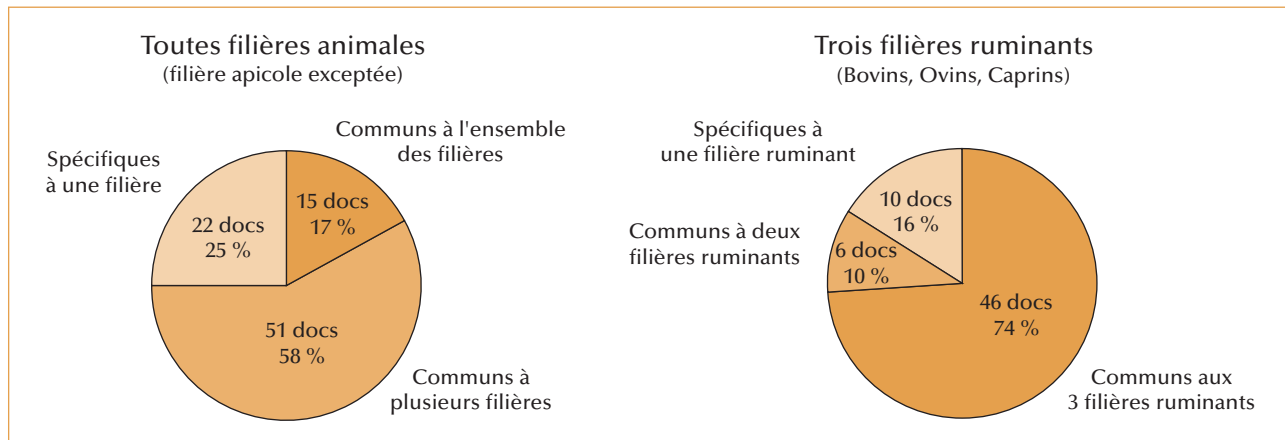 Toutes filières animales
(filière apicole exceptée)
Spécifiques
à une filière
Communs à l'ensemble
des filières
22 docs
25 %
15 docs
17 %
51 docs
58 %
Communs à
plusieurs filières
Trois filières ruminants
(Bovins, Ovins, Caprins)
Spécifiques à
une filière ruminant
Communs à deux
filières ruminants
10 docs
16 %
6 docs
10 %
46 docs
74 %
Communs aux
3 filières ruminants